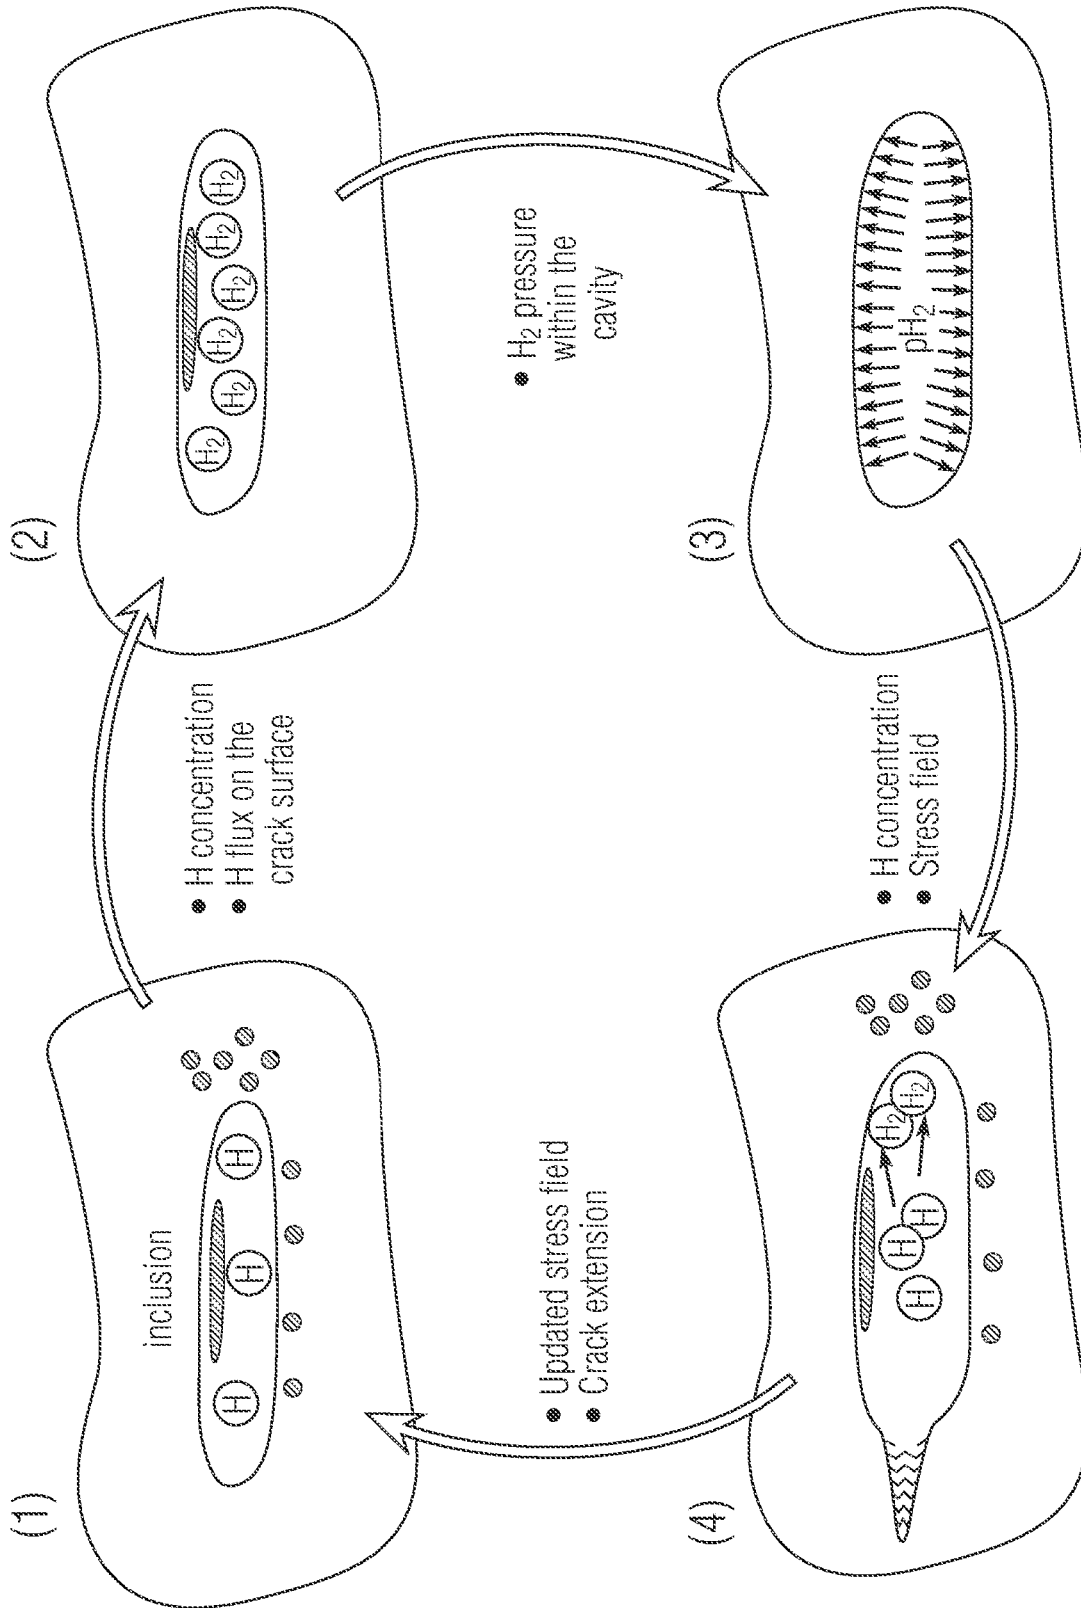 (1)
inclusion
H
H
H
• H concentration
• H flux on the
crack surface
(2)
H2
H2
H2
H2
H2
H2
• H2 pressure
within the
cavity
(3)
pH2
• H concentration
• Stress field
(4)
H
H
H
H2
H2
• Updated stress field
• Crack extension